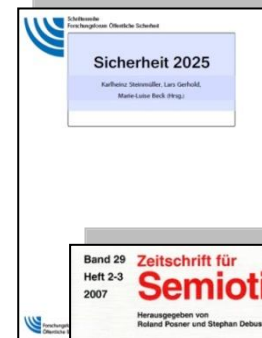 Schriftenreihe
Forschungsforum Öffentliche Sicherheit
Sicherheit 2025
Karlheinz Steinmüller, Lars Gerhold,
Marie-Luise Beck (Hrsg.)
Band 29
Heft 2-3
2007
Zeitschrift für
Semioti
Herausgegeben von
Roland Posner und Stephan Debus